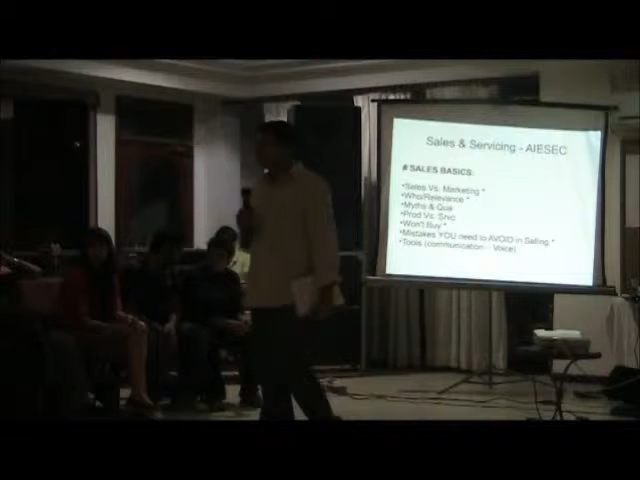 Sales & Servicing - AIESEC
# SALES BASICS:
•Sales Vs. Marketing *
•Who/Relevance *
•Myths & Qua
•Prod Vs. Srvc
•Won't Buy *
•Mistakes YOU need to AVOID in Selling *
•Tools (communication - Voice)